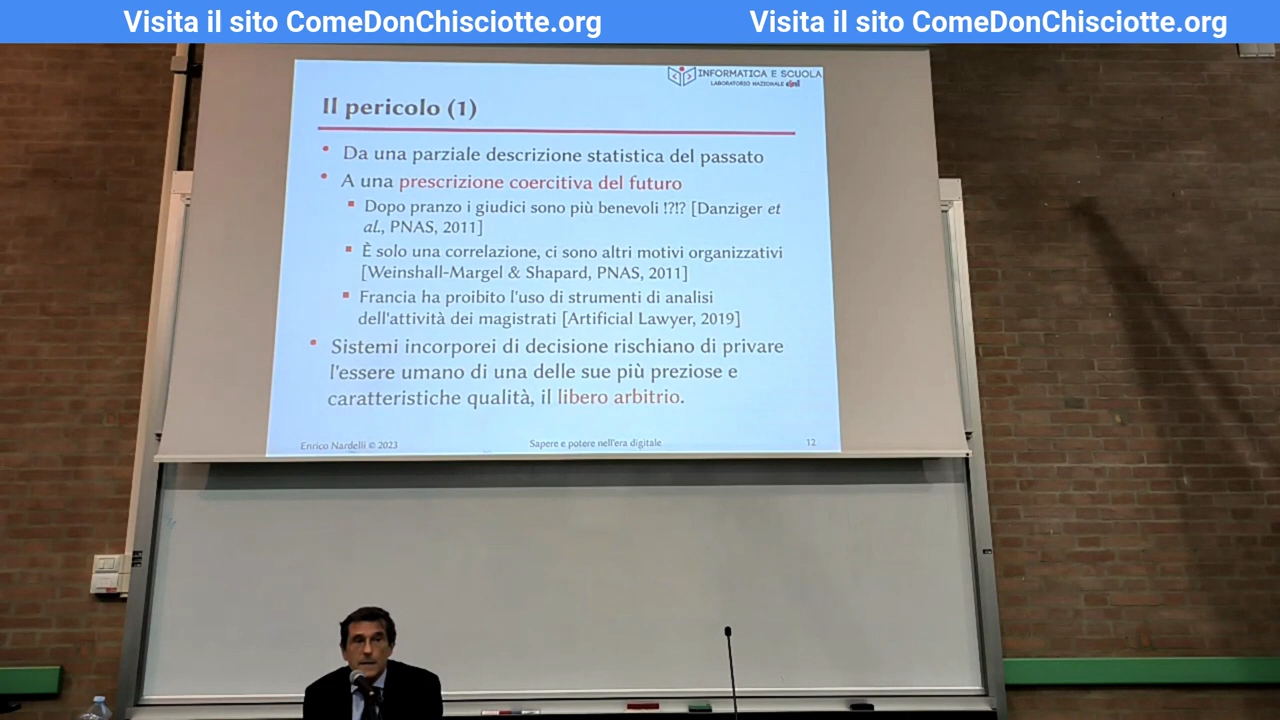 Visita il sito ComeDonChisciotte.org Visita il sito ComeDonChisciotte.org
INFORMATICA E SCUOLA
LABORATORIO NAZIONALE cini
Il pericolo (1)
• Da una parziale descrizione statistica del passato
• A una prescrizione coercitiva del futuro
▪ Dopo pranzo i giudici sono più benevoli !?!? [Danziger et
al., PNAS, 2011]
▪ È solo una correlazione, ci sono altri motivi organizzativi
[Weinshall-Margel & Shapard, PNAS, 2011]
▪ Francia ha proibito l'uso di strumenti di analisi
dell'attività dei magistrati [Artificial Lawyer, 2019]
• Sistemi incorporei di decisione rischiano di privare
l'essere umano di una delle sue più preziose e
caratteristiche qualità, il libero arbitrio.
Enrico Nardelli © 2023 Sapere e potere nell'era digitale 12